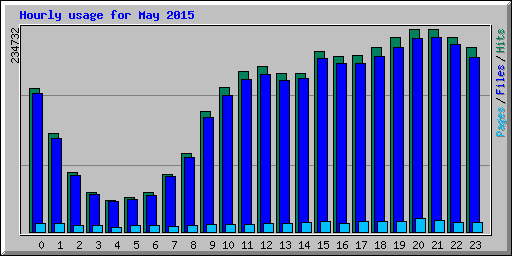 Hourly usage for May 2015
234732
Pages/Files/Hits
0 1 2 3 4 5 6 7 8 9 10 11 12 13 14 15 16 17 18 19 20 21 22 23